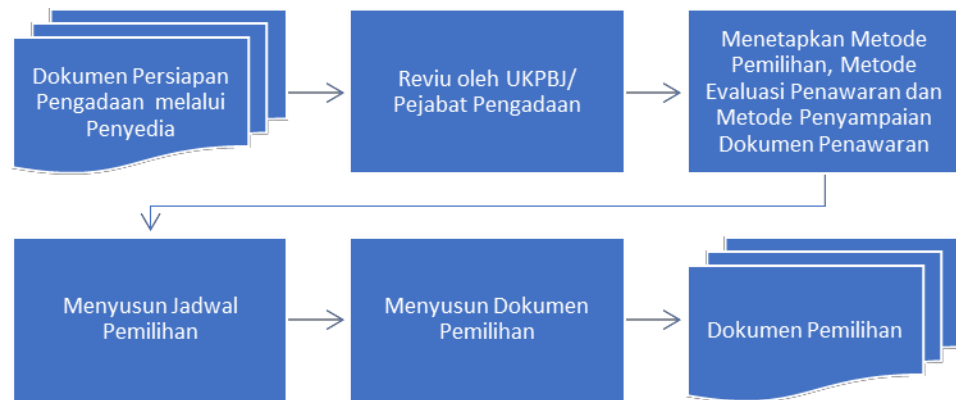 Dokumen Persiapan
Pengadaan melalui
Penyedia
Reviu oleh UKPBJ/
Pejabat Pengadaan
Menetapkan Metode
Pemilihan, Metode
Evaluasi Penawaran dan
Metode Penyampaian
Dokumen Penawaran
Menyusun Jadwal
Pemilihan
Menyusun Dokumen
Pemilihan
Dokumen Pemilihan